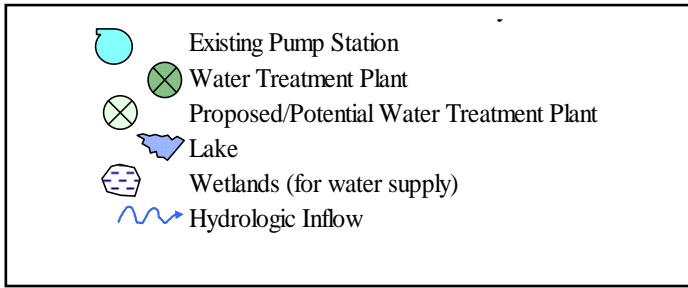 Existing Pump Station
Water Treatment Plant
Proposed/Potential Water Treatment Plant
Lake
Wetlands (for water supply)
Hydrologic Inflow